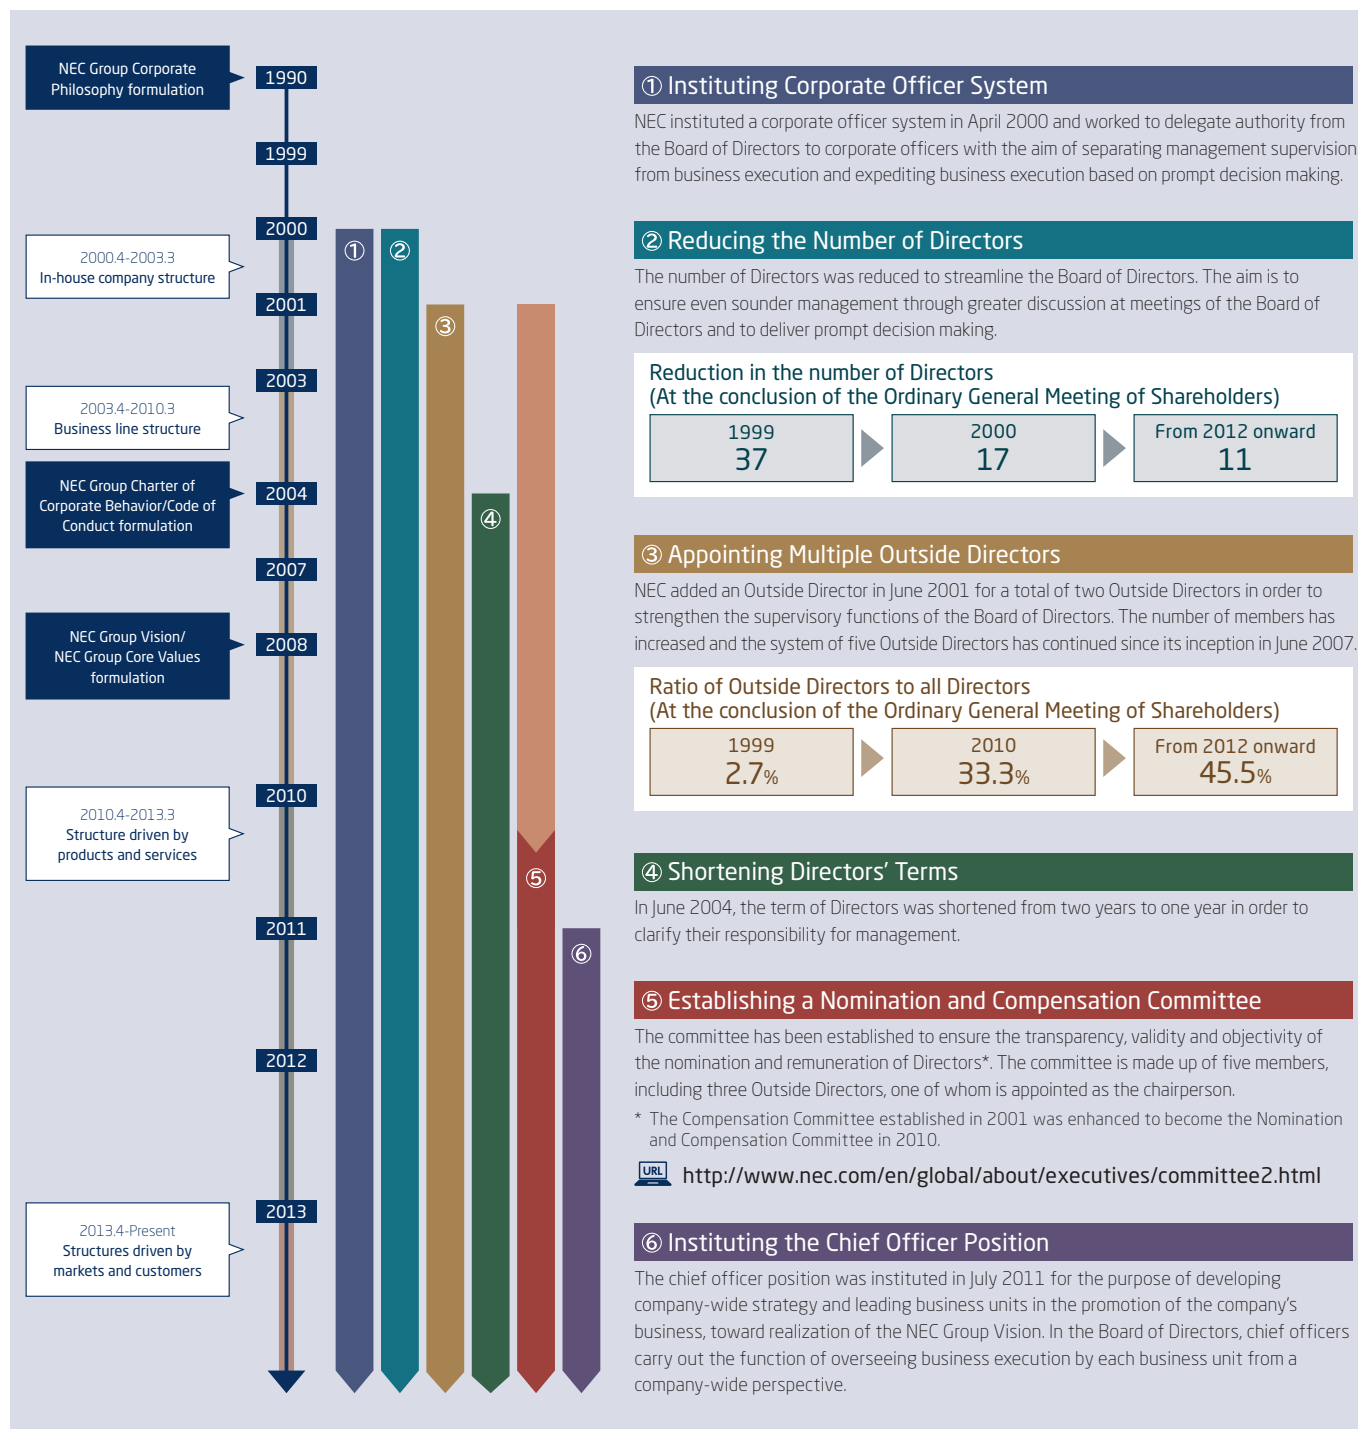 NEC Group Corporate
Philosophy formulation
1990
1999
2000
2000.4-2003.3
In-house company structure
2001
2003
2003.4-2010.3
Business line structure
NEC Group Charter of
Corporate Behavior/Code of
Conduct formulation
2004
2007
NEC Group Vision/
NEC Group Core Values
formulation
2008
2010
2010.4-2013.3
Structure driven by
products and services
2011
2012
2013
2013.4-Present
Structures driven by
markets and customers
①
②
③
④
⑤
⑥
① Instituting Corporate Officer System
NEC instituted a corporate officer system in April 2000 and worked to delegate authority from
the Board of Directors to corporate officers with the aim of separating management supervision
from business execution and expediting business execution based on prompt decision making.
② Reducing the Number of Directors
The number of Directors was reduced to streamline the Board of Directors. The aim is to
ensure even sounder management through greater discussion at meetings of the Board of
Directors and to deliver prompt decision making.
Reduction in the number of Directors
(At the conclusion of the Ordinary General Meeting of Shareholders)
1999
37
2000
17
From 2012 onward
11
③ Appointing Multiple Outside Directors
NEC added an Outside Director in June 2001 for a total of two Outside Directors in order to
strengthen the supervisory functions of the Board of Directors. The number of members has
increased and the system of five Outside Directors has continued since its inception in June 2007.
Ratio of Outside Directors to all Directors
(At the conclusion of the Ordinary General Meeting of Shareholders)
1999
2.7%
2010
33.3%
From 2012 onward
45.5%
④ Shortening Directors' Terms
In June 2004, the term of Directors was shortened from two years to one year in order to
clarify their responsibility for management.
⑤ Establishing a Nomination and Compensation Committee
The committee has been established to ensure the transparency, validity and objectivity of
the nomination and remuneration of Directors*. The committee is made up of five members,
including three Outside Directors, one of whom is appointed as the chairperson.
* The Compensation Committee established in 2001 was enhanced to become the Nomination
and Compensation Committee in 2010.
URL http://www.nec.com/en/global/about/executives/committee2.html
⑥ Instituting the Chief Officer Position
The chief officer position was instituted in July 2011 for the purpose of developing
company-wide strategy and leading business units in the promotion of the company's
business, toward realization of the NEC Group Vision. In the Board of Directors, chief officers
carry out the function of overseeing business execution by each business unit from a
company-wide perspective.